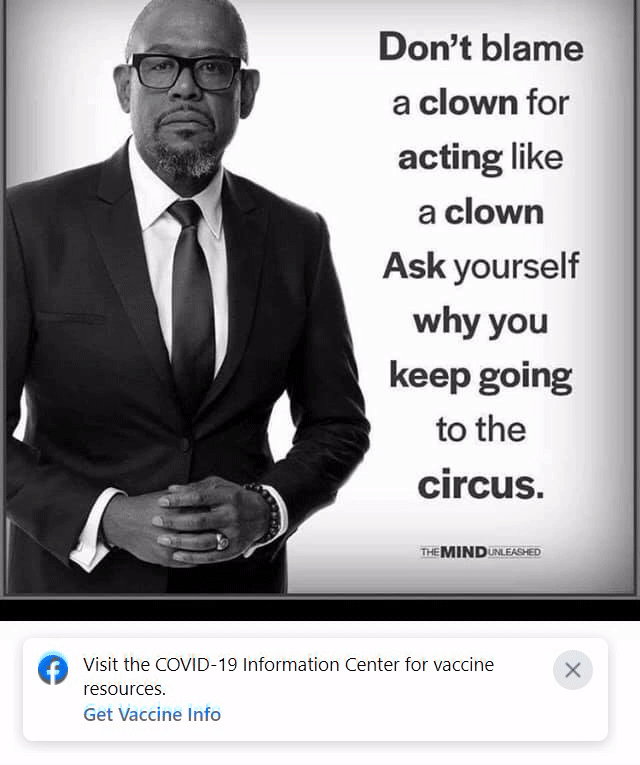 Don't blame
a clown for
acting like
a clown
Ask yourself
why you
keep going
to the
circus.
THE MIND UNLEASHED
Visit the COVID-19 Information Center for vaccine
resources.
Get Vaccine Info